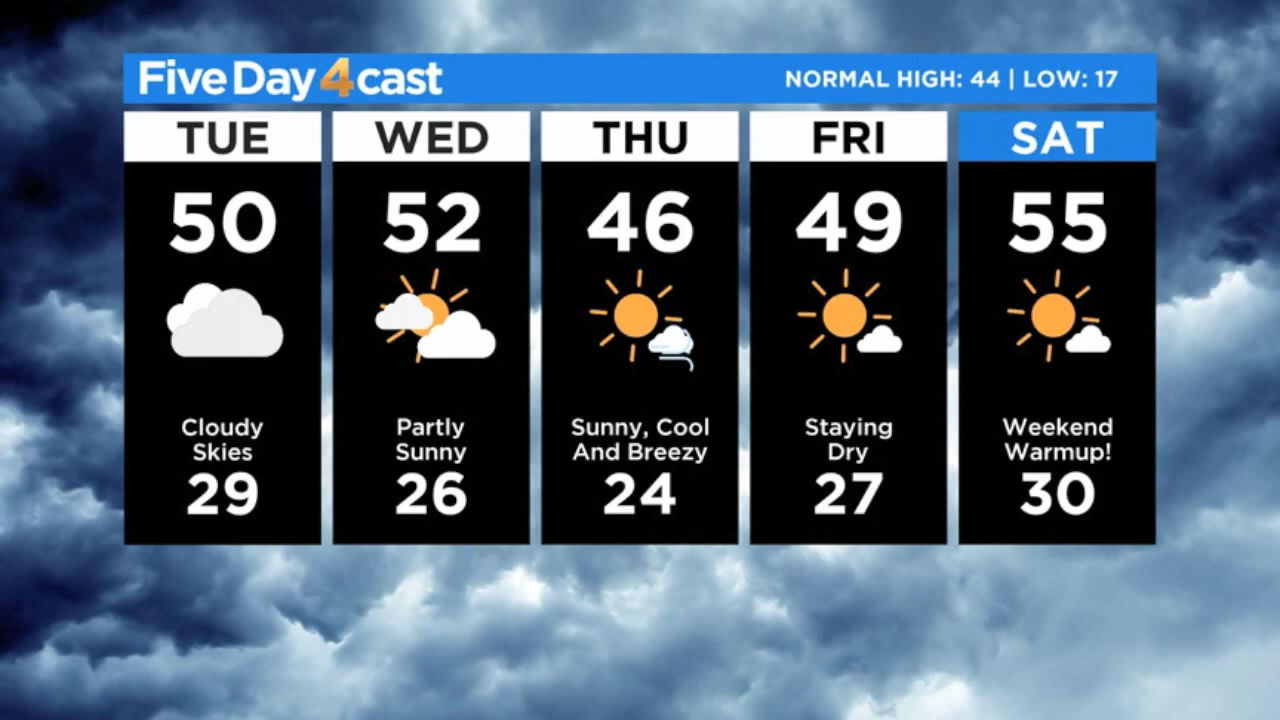 Five Day 4cast
NORMAL HIGH: 44 | LOW: 17
TUE
50
Cloudy
Skies
29
WED
52
Partly
Sunny
26
THU
46
Sunny, Cool
And Breezy
24
FRI
49
Staying
Dry
27
SAT
55
Weekend
Warmup!
30